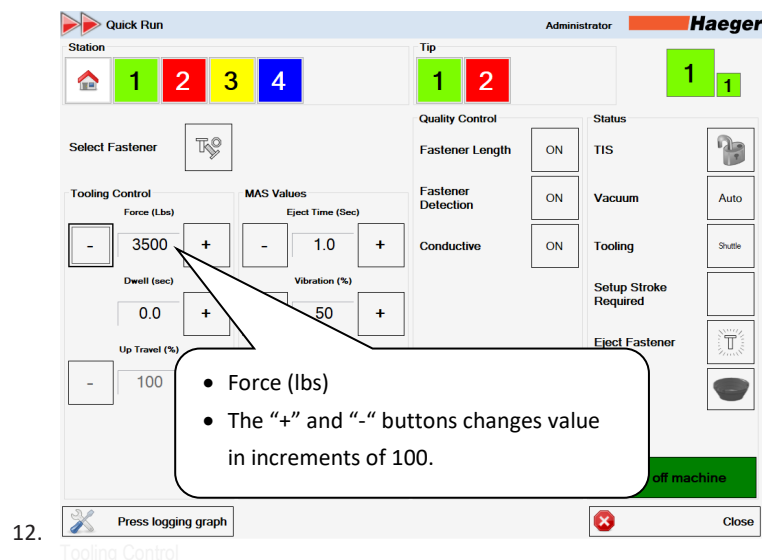 Quick Run
Administrator
Haeger
Station
1 2 3 4
Tip
1 2
1 1
Select Fastener
Quality Control
Fastener Length ON
Fastener
Detection ON
Conductive ON
Status
TIS
Vacuum Auto
Tooling Shuttle
Setup Stroke
Required
Eject Fastener
T
Tooling Control
Force (Lbs)
- 3500 +
Dwell (sec)
0.0 +
Up Travel (%)
- 100
MAS Values
Eject Time (Sec)
- 1.0 +
Vibration (%)
50 +
• Force (lbs)
• The “+” and “-“ buttons changes value
in increments of 100.
off machine
Press logging graph
Close
12.
Tooling Control